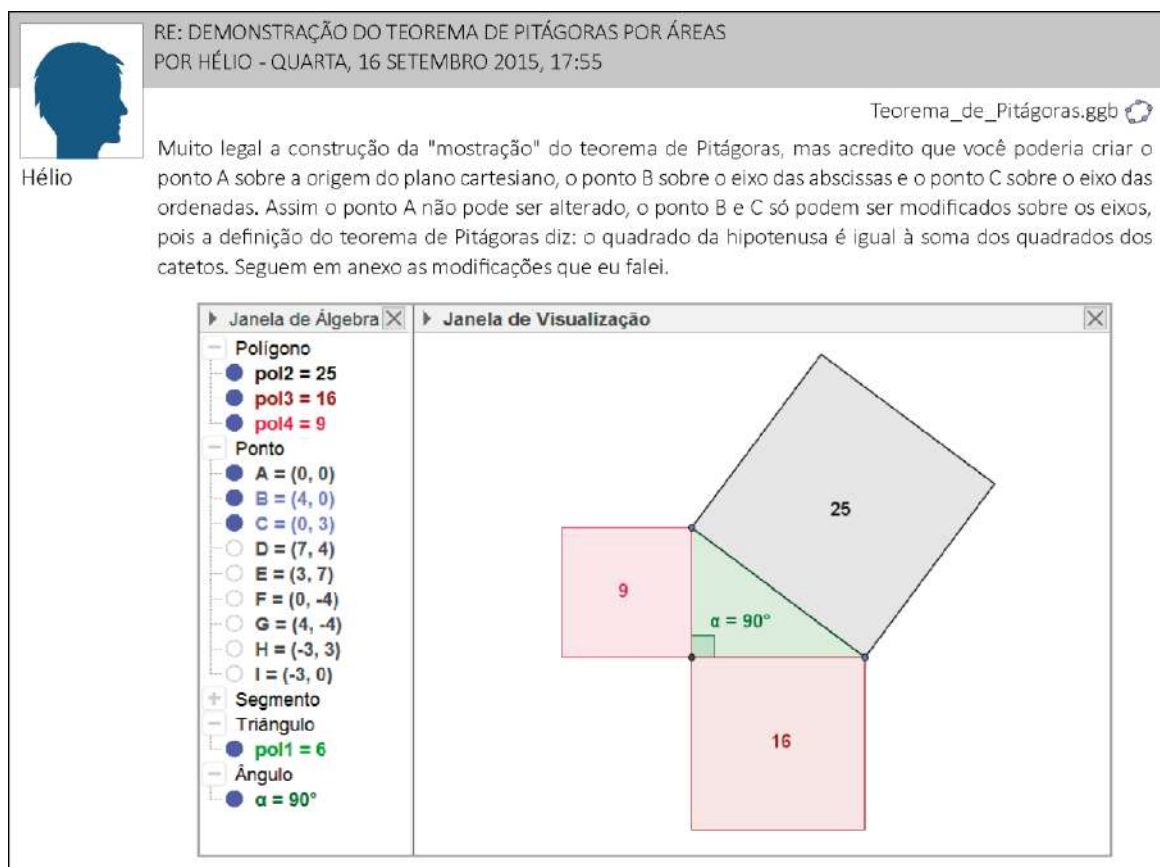 RE: DEMONSTRAÇÃO DO TEOREMA DE PITÁGORAS POR ÁREAS
POR HÉLIO - QUARTA, 16 SETEMBRO 2015, 17:55
Teorema_de_Pitágoras.ggb
Hélio
Muito legal a construção da "mostração" do teorema de Pitágoras, mas acredito que você poderia criar o
ponto A sobre a origem do plano cartesiano, o ponto B sobre o eixo das abscissas e o ponto C sobre o eixo das
ordenadas. Assim o ponto A não pode ser alterado, o ponto B e C só podem ser modificados sobre os eixos,
pois a definição do teorema de Pitágoras diz: o quadrado da hipotenusa é igual à soma dos quadrados dos
catetos. Seguem em anexo as modificações que eu falei.
Janela de Álgebra
Polígono
pol2 = 25
pol3 = 16
pol4 = 9
Ponto
A = (0, 0)
B = (4, 0)
C = (0, 3)
D = (7, 4)
E = (3, 7)
F = (0, -4)
G = (4, -4)
H = (-3, 3)
I = (-3, 0)
Segmento
Triângulo
pol1 = 6
Ângulo
α = 90°
Janela de Visualização
25
9
α = 90°
16